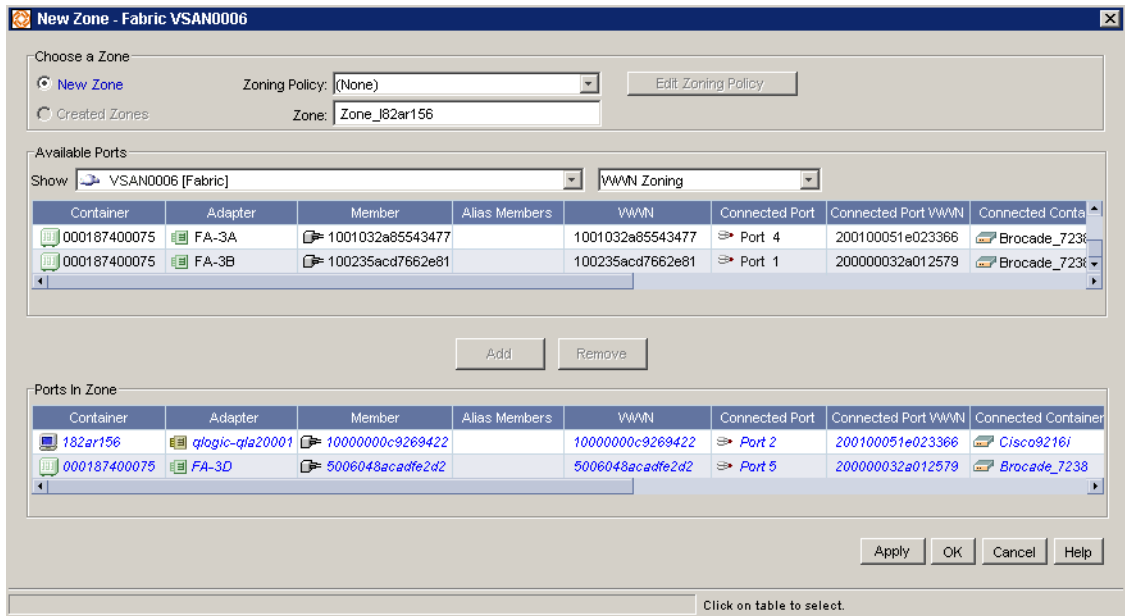 New Zone - Fabric VSAN0006
Choose a Zone
New Zone Zoning Policy: (None) Edit Zoning Policy
Created Zones Zone: Zone_l82ar156
Available Ports
Show VSAN0006 [Fabric] WWN Zoning
Container Adapter Member Alias Members WWN Connected Port Connected Port WWN Connected Conta
000187400075 FA-3A 1001032a85543477 1001032a85543477 Port 4 200100051e023366 Brocade_7238
000187400075 FA-3B 100235acd7662e81 100235acd7662e81 Port 1 200000032a012579 Brocade_7238
Add Remove
Ports In Zone
Container Adapter Member Alias Members WWN Connected Port Connected Port WWN Connected Container
182ar156 qlogic-qla20001 10000000c9269422 10000000c9269422 Port 2 200100051e023366 Cisco9216i
000187400075 FA-3D 5006048acadfe2d2 5006048acadfe2d2 Port 5 200000032a012579 Brocade_7238
Apply OK Cancel Help
Click on table to select.